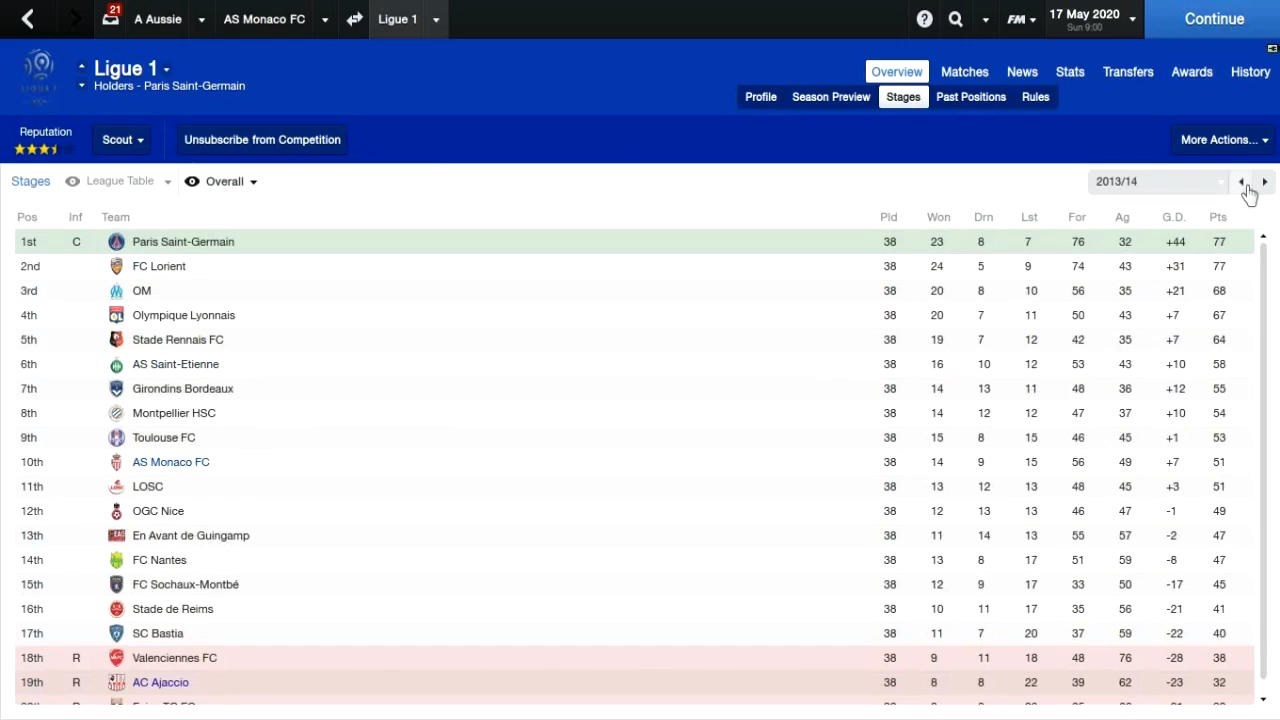 21 A Aussie AS Monaco FC Ligue 1 ? FM 17 May 2020 Sun 9:00 Continue
Ligue 1
Holders - Paris Saint-Germain
Overview Matches News Stats Transfers Awards History
Profile Season Preview Stages Past Positions Rules
Reputation
Scout Unsubscribe from Competition More Actions...
Stages League Table Overall 2013/14
Pos Inf Team Pld Won Drn Lst For Ag G.D. Pts
1st C Paris Saint-Germain 38 23 8 7 76 32 +44 77
2nd FC Lorient 38 24 5 9 74 43 +31 77
3rd OM 38 20 8 10 56 35 +21 68
4th Olympique Lyonnais 38 20 7 11 50 43 +7 67
5th Stade Rennais FC 38 19 7 12 42 35 +7 64
6th AS Saint-Etienne 38 16 10 12 53 43 +10 58
7th Girondins Bordeaux 38 14 13 11 48 36 +12 55
8th Montpellier HSC 38 14 12 12 47 37 +10 54
9th Toulouse FC 38 15 8 15 46 45 +1 53
10th AS Monaco FC 38 14 9 15 56 49 +7 51
11th LOSC 38 13 12 13 48 45 +3 51
12th OGC Nice 38 12 13 13 46 47 -1 49
13th En Avant de Guingamp 38 11 14 13 55 57 -2 47
14th FC Nantes 38 13 8 17 51 59 -8 47
15th FC Sochaux-Montbé 38 12 9 17 33 50 -17 45
16th Stade de Reims 38 10 11 17 35 56 -21 41
17th SC Bastia 38 11 7 20 37 59 -22 40
18th R Valenciennes FC 38 9 11 18 48 76 -28 38
19th R AC Ajaccio 38 8 8 22 39 62 -23 32